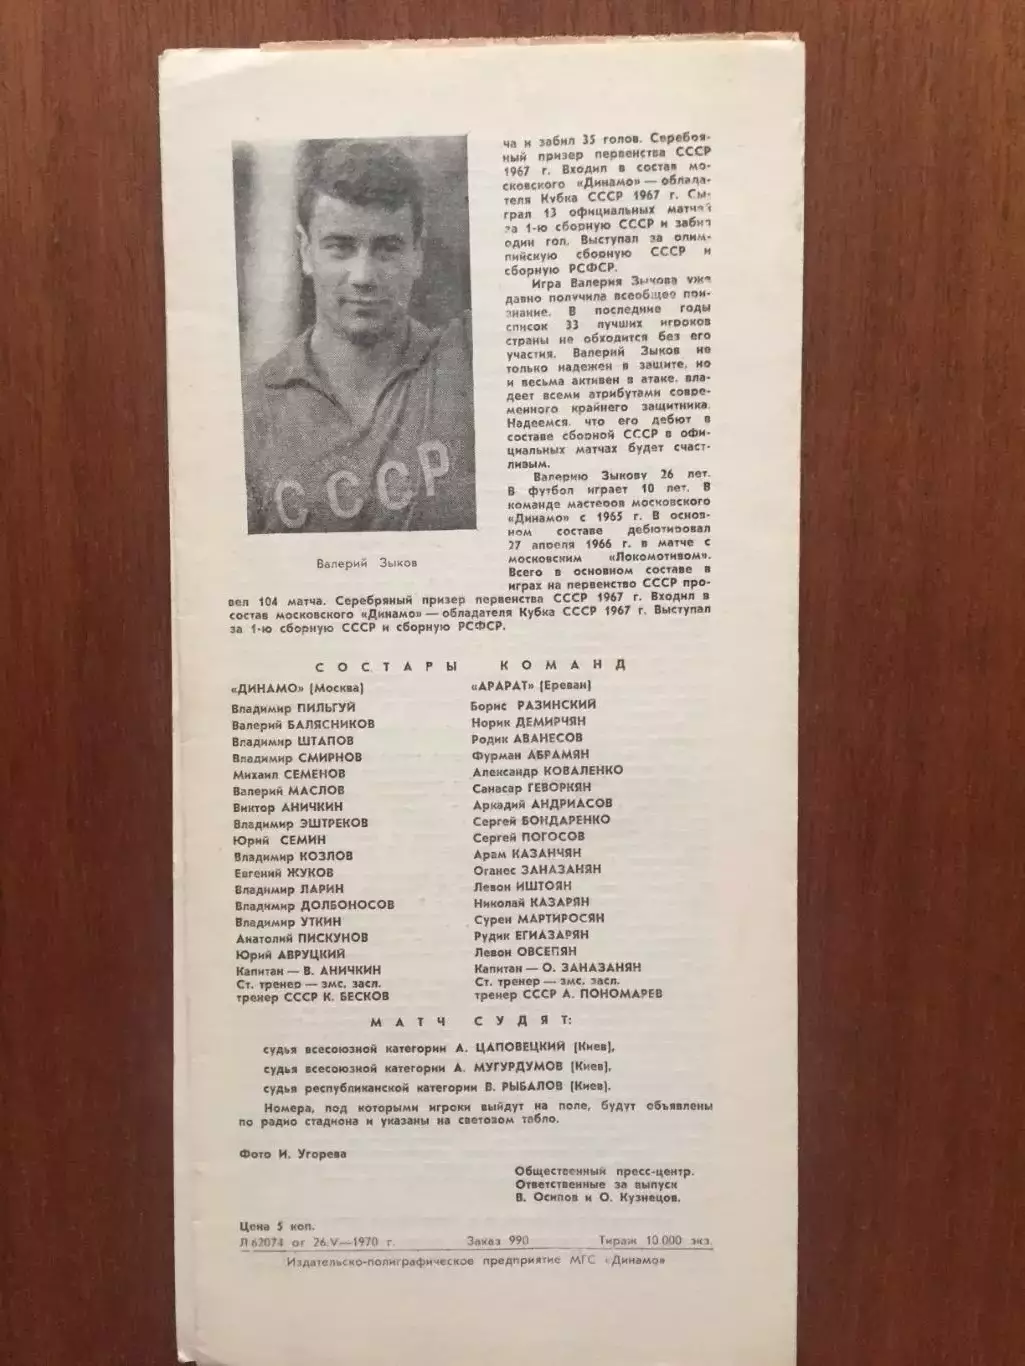 ча и забил 35 голов. Серебря-
ный призер первенства СССР
1967 г. Входил в состав мо-
сковского «Динамо» — облада-
теля Кубка СССР 1967 г. Сы-
грал 13 официальных матчей
за 1-ю сборную СССР и забил
один гол. Выступал за олим-
пийскую сборную СССР и
сборную РСФСР.
Игра Валерия Зыкова уже
давно получила всеобщее при-
знание. В последние годы
список 33 лучших игроков
страны не обходится без его
участия. Валерий Зыков не
только надежен в защите, но
и весьма активен в атаке, вла-
деет всеми атрибутами совре-
менного крайнего защитника.
Надеемся, что его дебют в
составе сборной СССР в офи-
циальных матчах будет счаст-
ливым.
Валерию Зыкову 26 лет.
В футбол играет 10 лет. В
команде мастеров московского
«Динамо» с 1965 г. В основ-
ном составе дебютировал
27 апреля 1966 г. в матче с
московским «Локомотивом».
Всего в основном составе в
играх на первенство СССР про-
вел 104 матча. Серебряный призер первенства СССР 1967 г. Входил в
состав московского «Динамо» — обладателя Кубка СССР 1967 г. Выступал
за 1-ю сборную СССР и сборную РСФСР.
СССР
Валерий Зыков
СОСТАРЫ КОМАНД
«ДИНАМО» (Москва)
Владимир ПИЛЬГУЙ
Валерий БАЛЯСНИКОВ
Владимир ШТАПОВ
Владимир СМИРНОВ
Михаил СЕМЕНОВ
Валерий МАСЛОВ
Виктор АНИЧКИН
Владимир ЭШТРЕКОВ
Юрий СЕМИН
Владимир КОЗЛОВ
Евгений ЖУКОВ
Владимир ЛАРИН
Владимир ДОЛБОНОСОВ
Владимир УТКИН
Анатолий ПИСКУНОВ
Юрий АВРУЦКИЙ
Капитан — В. АНИЧКИН
Ст. тренер — змс, засл.
тренер СССР К. БЕСКОВ
«АРАРАТ» (Ереван)
Борис РАЗИНСКИЙ
Норик ДЕМИРЧЯН
Родик АВАНЕСОВ
Фурман АБРАМЯН
Александр КОВАЛЕНКО
Санасар ГЕВОРКЯН
Аркадий АНДРИАСОВ
Сергей БОНДАРЕНКО
Сергей ПОГОСОВ
Арам КАЗАНЧЯН
Оганес ЗАНАЗАНЯН
Левон ИШТОЯН
Николай КАЗАРЯН
Сурен МАРТИРОСЯН
Рудик ЕГИАЗАРЯН
Левон ОВСЕПЯН
Капитан — О. ЗАНАЗАНЯН
Ст. тренер — змс, засл.
тренер СССР А. ПОНОМАРЕВ
МАТЧ СУДЯТ:
судья всесоюзной категории А. ЦАПОВЕЦКИЙ (Киев),
судья всесоюзной категории А. МУГУРДУМОВ (Киев),
судья республиканской категории В. РЫБАЛОВ (Киев).
Номера, под которыми игроки выйдут на поле, будут объявлены
по радио стадиона и указаны на световом табло.
Фото И. Угорева
Общественный пресс-центр.
Ответственные за выпуск
В. Осипов и О. Кузнецов.
Цена 5 коп.
Л 62074 от 26.V—1970 г. Заказ 990 Тираж 10.000 экз.
Издательско-полиграфическое предприятие МГС «Динамо»